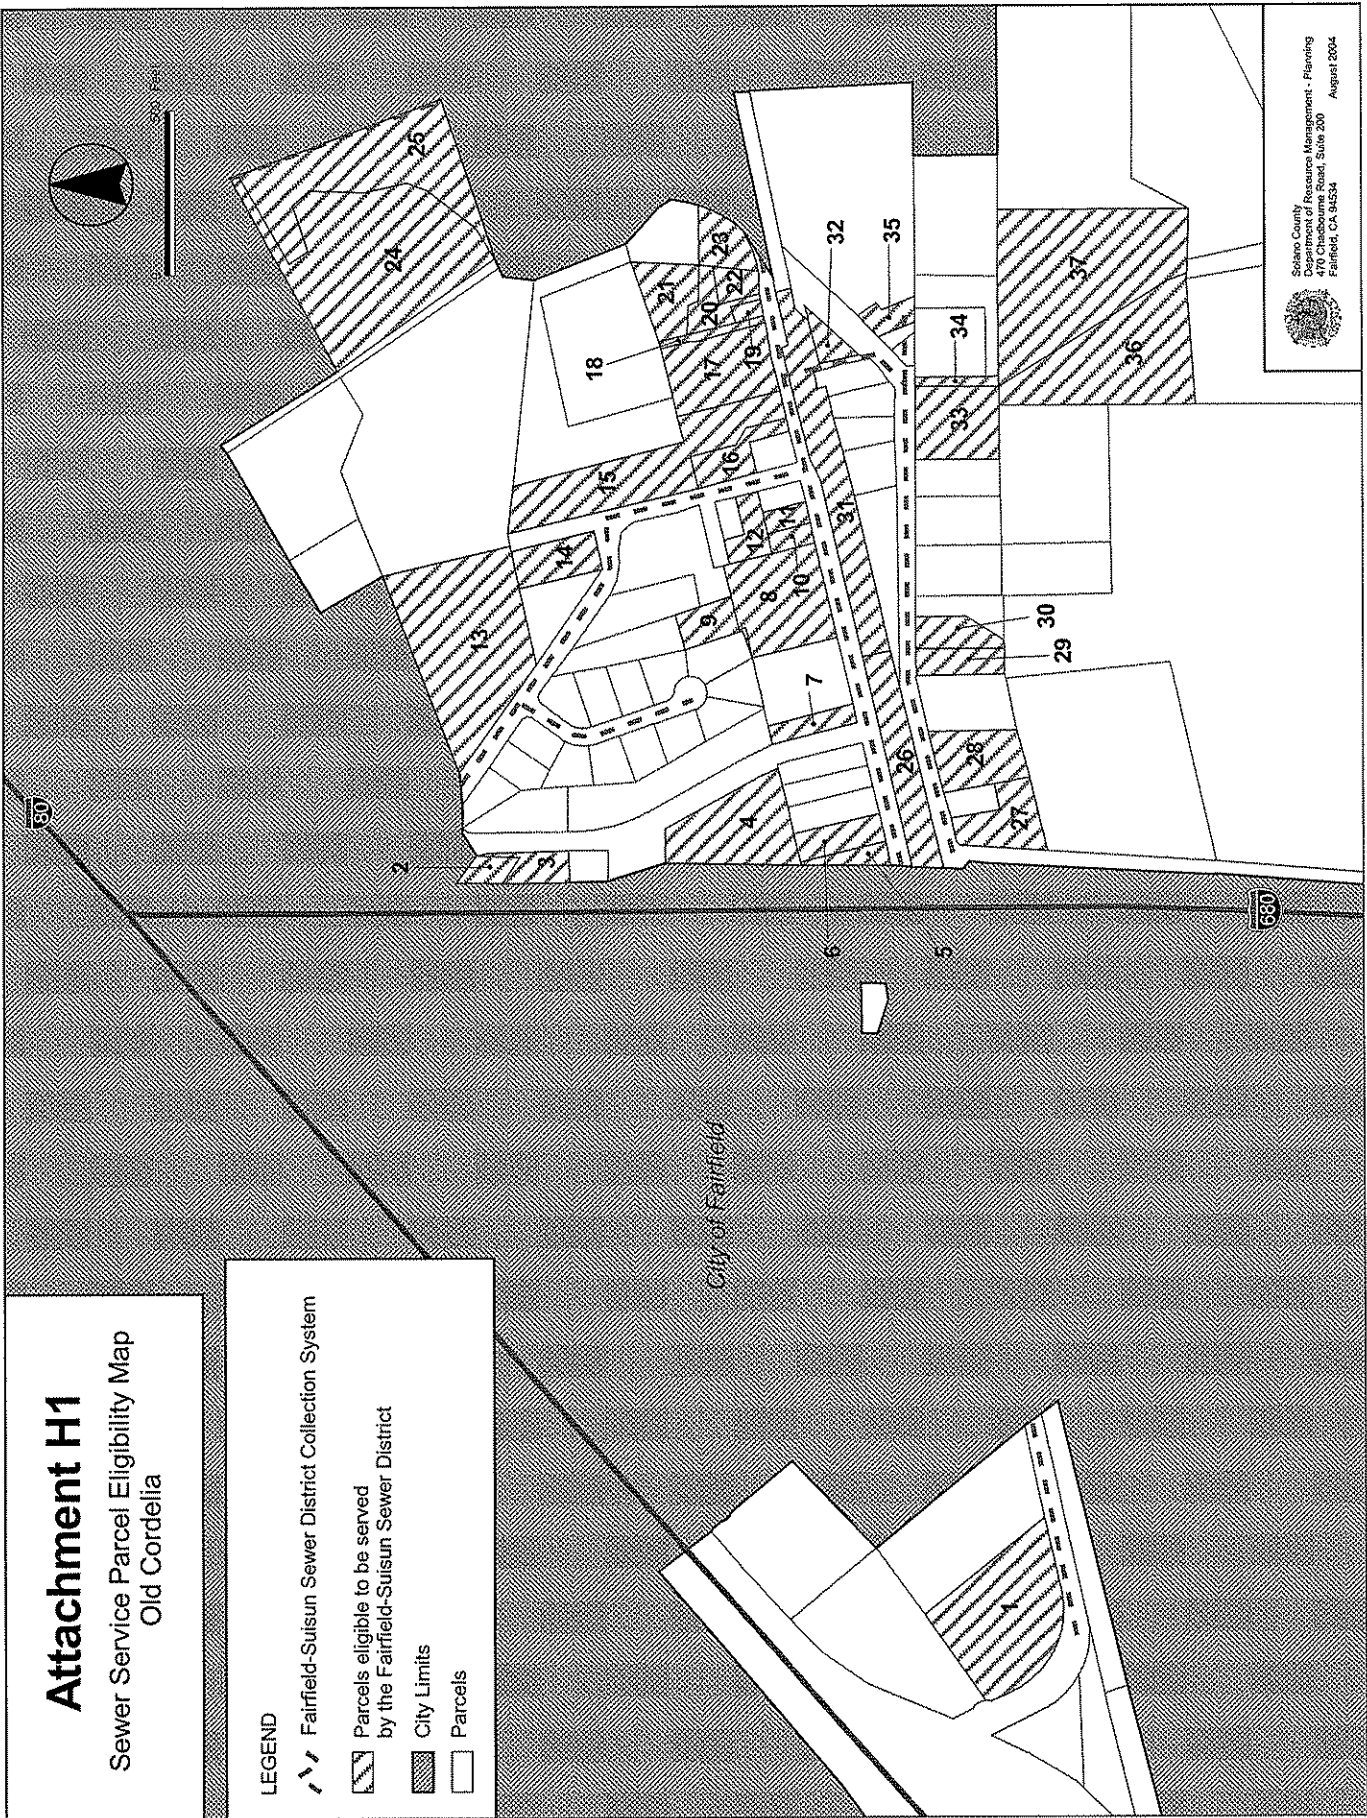 Attachment H1
Sewer Service Parcel Eligibility Map
Old Cordelia
LEGEND
Fairfield-Suisun Sewer District Collection System
Parcels eligible to be served
by the Fairfield-Suisun Sewer District
City Limits
Parcels
80
680
City of Fairfield
1
2
3
4
5
6
7
8
9
10
11
12
13
14
15
16
17
18
19
20
21
22
23
24
25
26
27
28
29
30
31
32
33
34
35
36
37
Solano County
Department of Resource Management - Planning
470 Chadbourne Road, Suite 200
Fairfield, CA 94534
August 2004